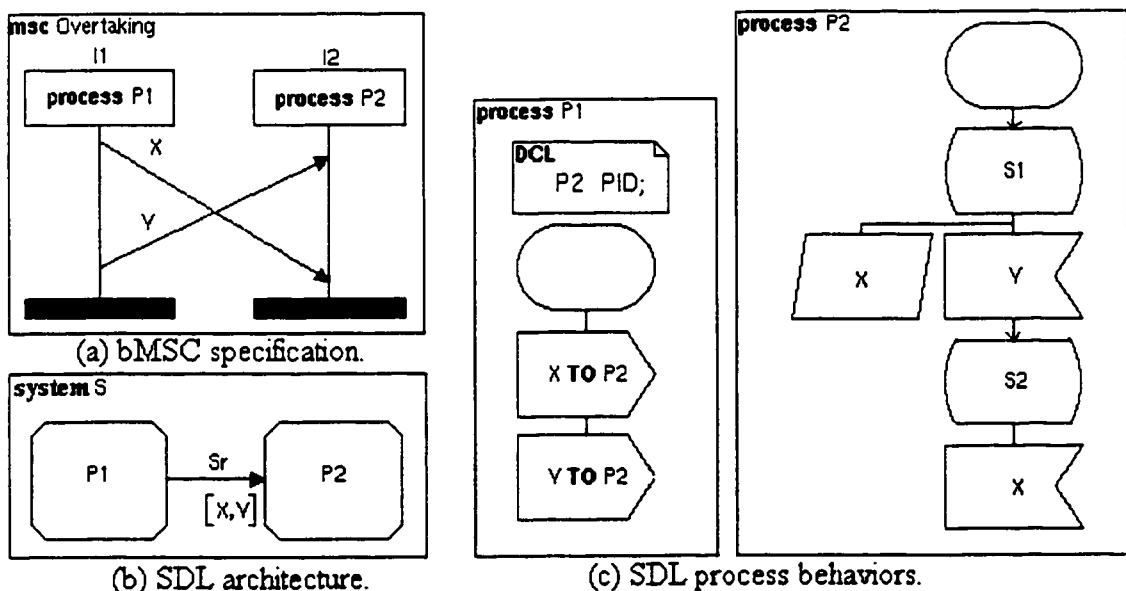 msc Overtaking
I1
I2
process P1
process P2
X
Y
(a) bMSC specification.
system S
P1
Sr
P2
[X,Y]
(b) SDL architecture.
process P1
DCL
P2 PID;
X TO P2
Y TO P2
process P2
S1
X
Y
S2
X
(c) SDL process behaviors.